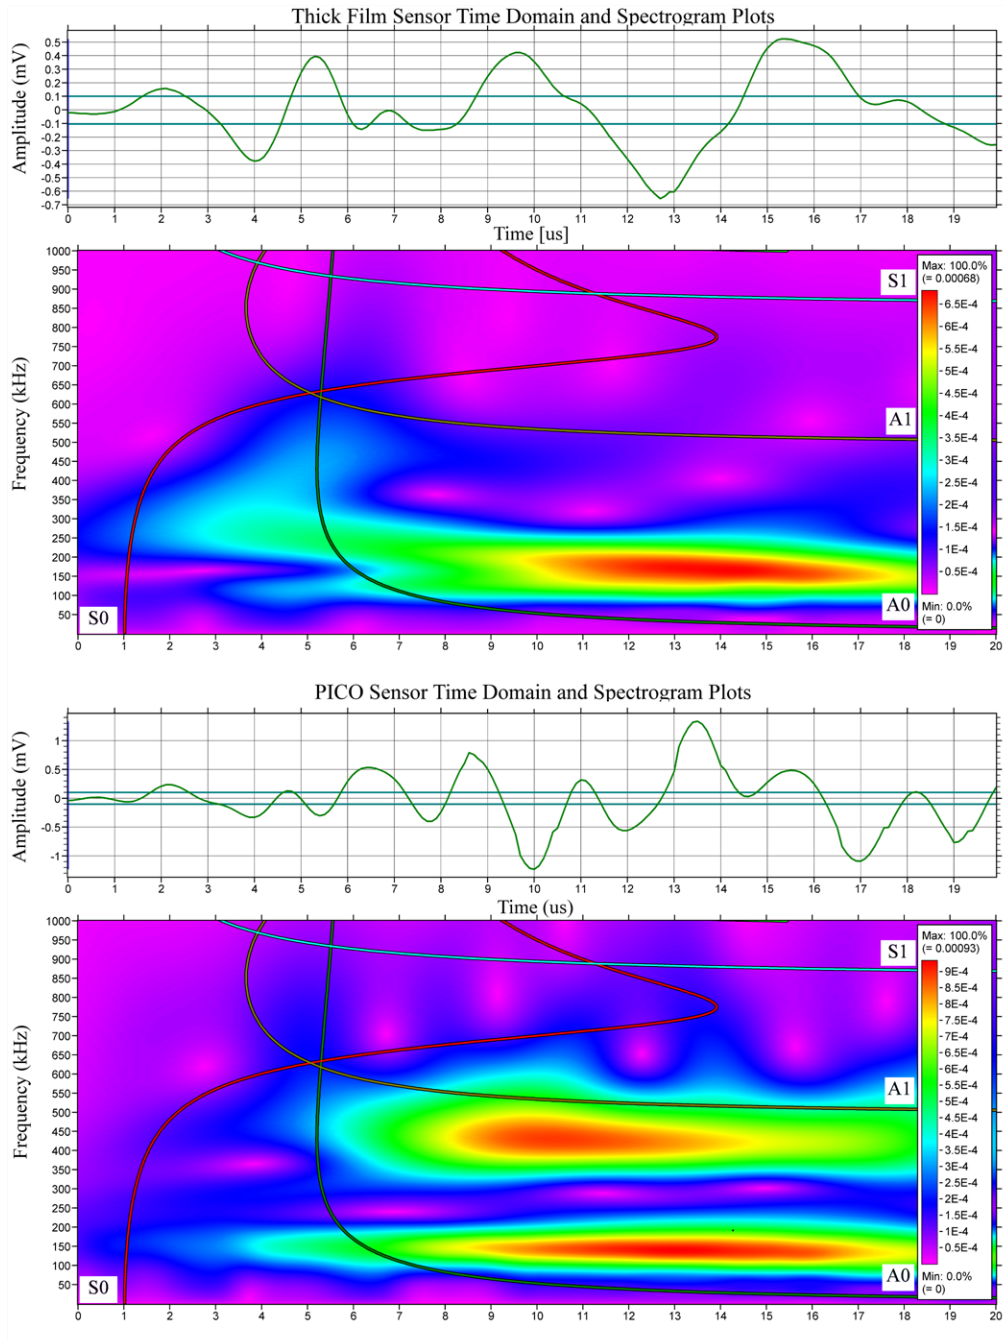 Thick Film Sensor Time Domain and Spectrogram Plots
Amplitude (mV)
0.5
0.4
0.3
0.2
0.1
0
-0.1
-0.2
-0.3
-0.4
-0.5
-0.6
-0.7
0 1 2 3 4 5 6 7 8 9 10 11 12 13 14 15 16 17 18 19
Time [us]
Frequency (kHz)
1000
950
900
850
800
750
700
650
600
550
500
450
400
350
300
250
200
150
100
50
S1
A1
A0
S0
Max: 100.0%
(= 0.00068)
6.5E-4
6E-4
5.5E-4
5E-4
4.5E-4
4E-4
3.5E-4
3E-4
2.5E-4
2E-4
1.5E-4
1E-4
0.5E-4
Min: 0.0%
(= 0)
0 1 2 3 4 5 6 7 8 9 10 11 12 13 14 15 16 17 18 19 20
PICO Sensor Time Domain and Spectrogram Plots
Amplitude (mV)
1
0.5
0
-0.5
-1
0 1 2 3 4 5 6 7 8 9 10 11 12 13 14 15 16 17 18 19
Time (us)
Frequency (kHz)
1000
950
900
850
800
750
700
650
600
550
500
450
400
350
300
250
200
150
100
50
S1
A1
A0
S0
Max: 100.0%
(= 0.00093)
9E-4
8.5E-4
8E-4
7.5E-4
7E-4
6.5E-4
6E-4
5.5E-4
5E-4
4.5E-4
4E-4
3.5E-4
3E-4
2.5E-4
2E-4
1.5E-4
1E-4
0.5E-4
Min: 0.0%
(= 0)
0 1 2 3 4 5 6 7 8 9 10 11 12 13 14 15 16 17 18 19 20